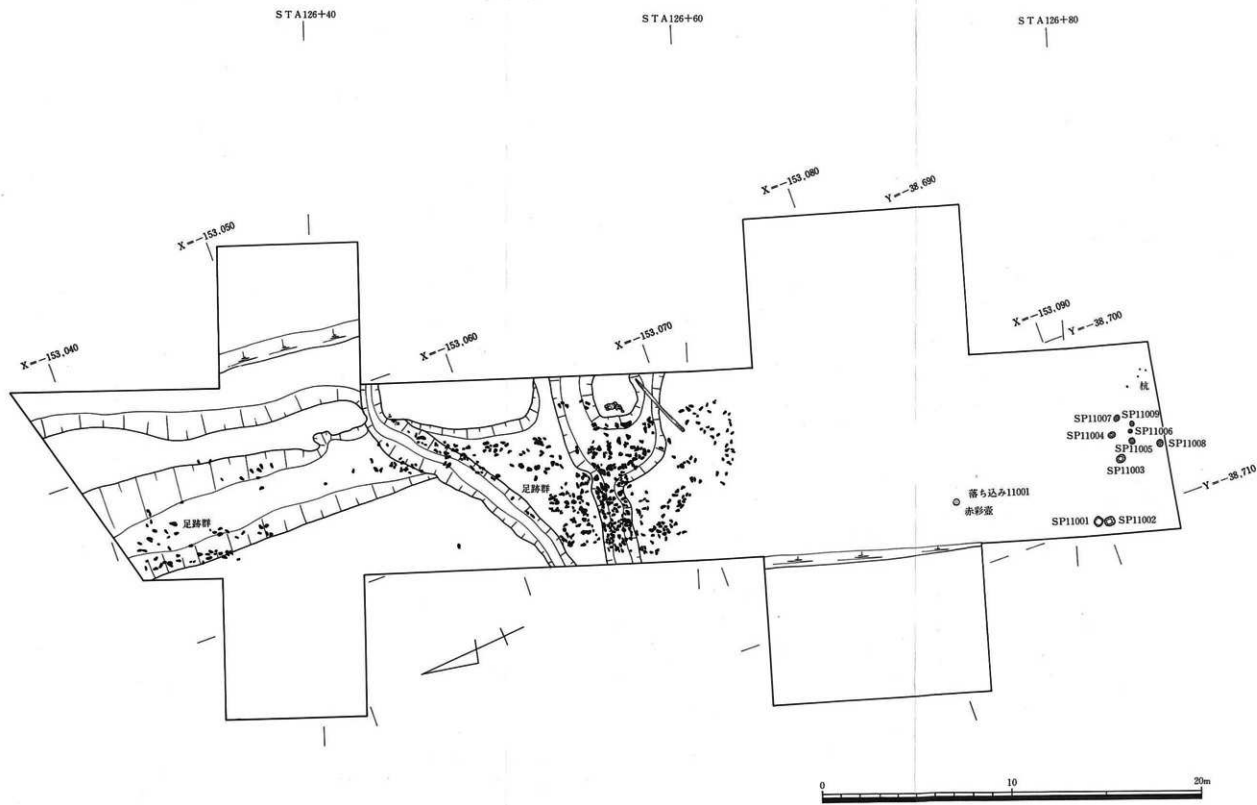 STA126+40
STA126+60
STA126+80
X=-153,080
Y=-38,690
X=-153,050
X=-153,090
Y=-38,700
X=-153,040
X=-153,060
X=-153,070
杭
SP11007
SP11009
SP11006
SP11004
SP11008
SP11005
SP11003
足跡群
Y=-38,710
落ち込み11001
赤彩壺
足跡群
SP11001
SP11002
0 10 20m